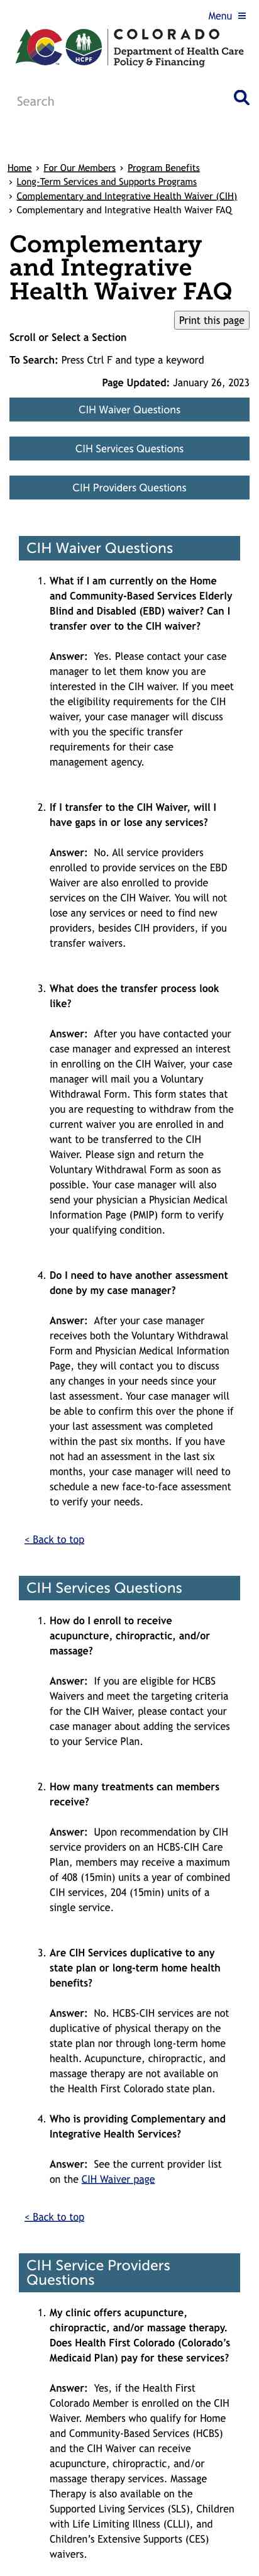 Menu ≡
COLORADO
Department of Health Care
Policy & Financing
HCPF
Search
Home › For Our Members › Program Benefits
› Long-Term Services and Supports Programs
› Complementary and Integrative Health Waiver (CIH)
› Complementary and Integrative Health Waiver FAQ
Complementary
and Integrative
Health Waiver FAQ
Print this page
Scroll or Select a Section
To Search: Press Ctrl F and type a keyword
Page Updated: January 26, 2023
CIH Waiver Questions
CIH Services Questions
CIH Providers Questions
CIH Waiver Questions
1. What if I am currently on the Home
and Community-Based Services Elderly
Blind and Disabled (EBD) waiver? Can I
transfer over to the CIH waiver?
Answer: Yes. Please contact your case
manager to let them know you are
interested in the CIH waiver. If you meet
the eligibility requirements for the CIH
waiver, your case manager will discuss
with you the specific transfer
requirements for their case
management agency.
2. If I transfer to the CIH Waiver, will I
have gaps in or lose any services?
Answer: No. All service providers
enrolled to provide services on the EBD
Waiver are also enrolled to provide
services on the CIH Waiver. You will not
lose any services or need to find new
providers, besides CIH providers, if you
transfer waivers.
3. What does the transfer process look
like?
Answer: After you have contacted your
case manager and expressed an interest
in enrolling on the CIH Waiver, your case
manager will mail you a Voluntary
Withdrawal Form. This form states that
you are requesting to withdraw from the
current waiver you are enrolled in and
want to be transferred to the CIH
Waiver. Please sign and return the
Voluntary Withdrawal Form as soon as
possible. Your case manager will also
send your physician a Physician Medical
Information Page (PMIP) form to verify
your qualifying condition.
4. Do I need to have another assessment
done by my case manager?
Answer: After your case manager
receives both the Voluntary Withdrawal
Form and Physician Medical Information
Page, they will contact you to discuss
any changes in your needs since your
last assessment. Your case manager will
be able to confirm this over the phone if
your last assessment was completed
within the past six months. If you have
not had an assessment in the last six
months, your case manager will need to
schedule a new face-to-face assessment
to verify your needs.
< Back to top
CIH Services Questions
1. How do I enroll to receive
acupuncture, chiropractic, and/or
massage?
Answer: If you are eligible for HCBS
Waivers and meet the targeting criteria
for the CIH Waiver, please contact your
case manager about adding the services
to your Service Plan.
2. How many treatments can members
receive?
Answer: Upon recommendation by CIH
service providers on an HCBS-CIH Care
Plan, members may receive a maximum
of 408 (15min) units a year of combined
CIH services, 204 (15min) units of a
single service.
3. Are CIH Services duplicative to any
state plan or long-term home health
benefits?
Answer: No. HCBS-CIH services are not
duplicative of physical therapy on the
state plan nor through long-term home
health. Acupuncture, chiropractic, and
massage therapy are not available on
the Health First Colorado state plan.
4. Who is providing Complementary and
Integrative Health Services?
Answer: See the current provider list
on the CIH Waiver page
< Back to top
CIH Service Providers
Questions
1. My clinic offers acupuncture,
chiropractic, and/or massage therapy.
Does Health First Colorado (Colorado's
Medicaid Plan) pay for these services?
Answer: Yes, if the Health First
Colorado Member is enrolled on the CIH
Waiver. Members who qualify for Home
and Community-Based Services (HCBS)
and the CIH Waiver can receive
acupuncture, chiropractic, and/or
massage therapy services. Massage
Therapy is also available on the
Supported Living Services (SLS), Children
with Life Limiting Illness (CLLI), and
Children's Extensive Supports (CES)
waivers.